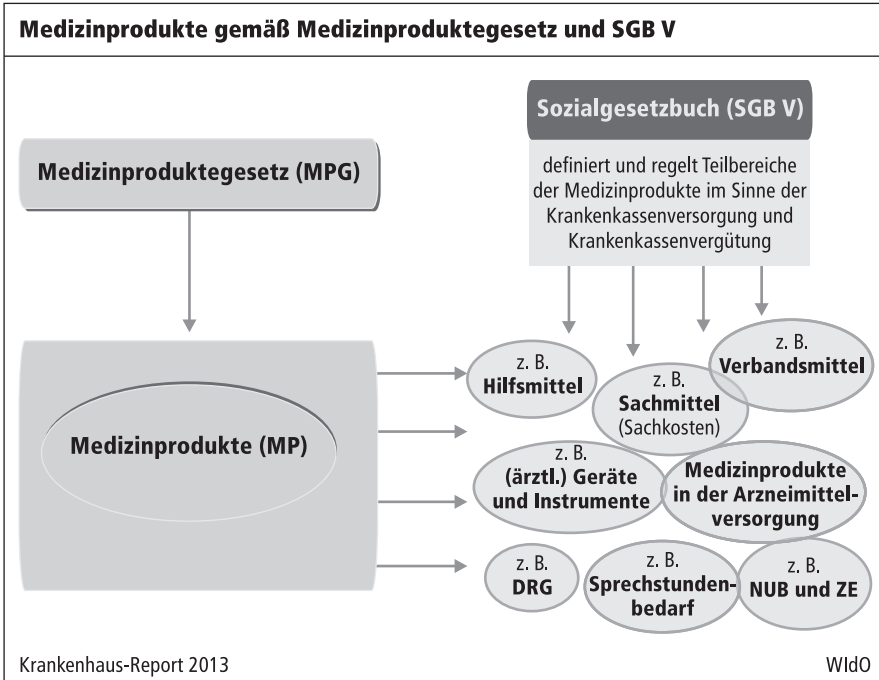 Medizinprodukte gemäß Medizinproduktegesetz und SGB V
Sozialgesetzbuch (SGB V)
definiert und regelt Teilbereiche
der Medizinprodukte im Sinne der
Krankenkassenversorgung und
Krankenkassenvergütung
Medizinproduktegesetz (MPG)
Medizinprodukte (MP)
z. B.
Hilfsmittel
z. B.
Sachmittel
(Sachkosten)
z. B.
Verbandsmittel
z. B.
(ärztl.) Geräte
und Instrumente
Medizinprodukte
in der Arzneimittel-
versorgung
z. B.
DRG
z. B.
Sprechstunden-
bedarf
z. B.
NUB und ZE
Krankenhaus-Report 2013
WIdO